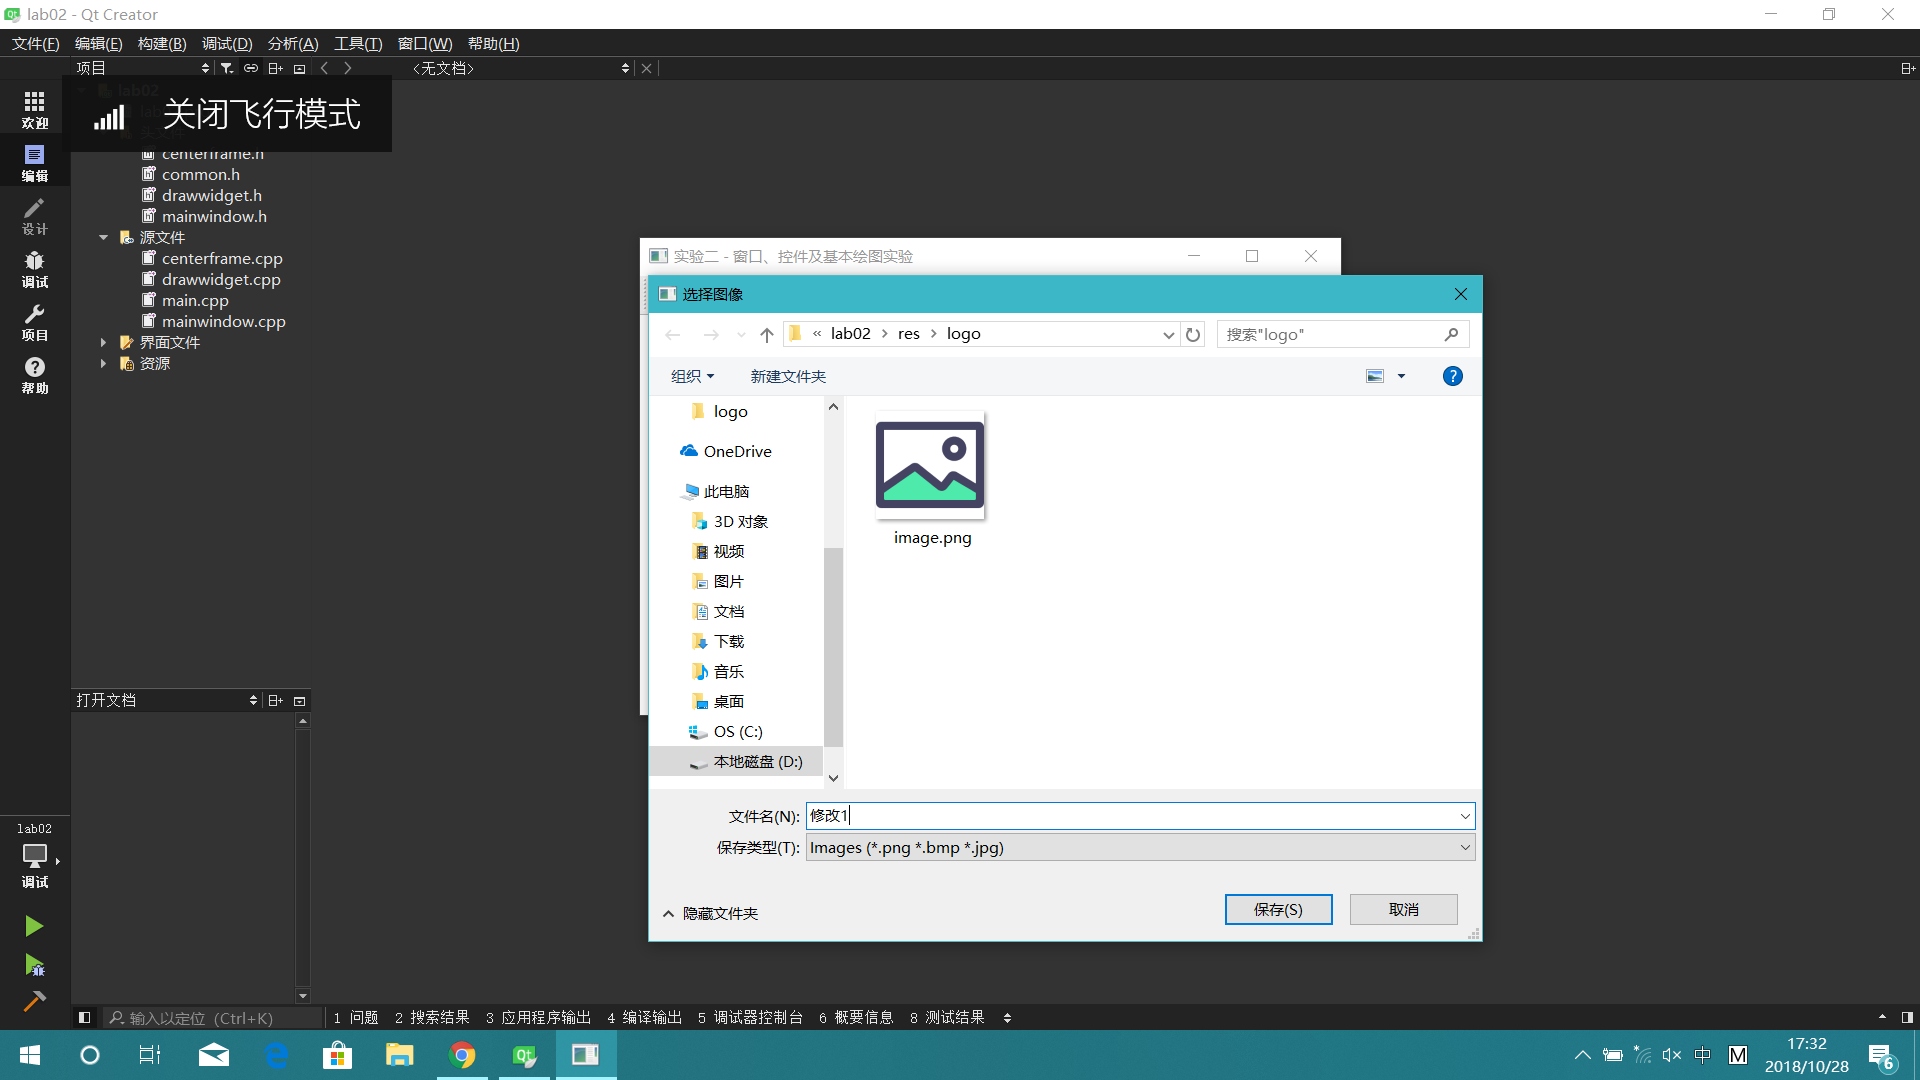 lab02 - Qt Creator
文件(F) 编辑(E) 构建(B) 调试(D) 分析(A) 工具(T) 窗口(W) 帮助(H)
项目
<无文档>
lab02
关闭飞行模式
欢迎
编辑
设计
调试
项目
帮助
centerframe.h
common.h
drawwidget.h
mainwindow.h
源文件
centerframe.cpp
drawwidget.cpp
main.cpp
mainwindow.cpp
界面文件
资源
打开文档
lab02
调试
实验二 - 窗口、控件及基本绘图实验
选择图像
« lab02 › res › logo
搜索"logo"
组织
新建文件夹
logo
OneDrive
此电脑
3D 对象
视频
图片
文档
下载
音乐
桌面
OS (C:)
本地磁盘 (D:)
image.png
文件名(N): 修改1
保存类型(T): Images (*.png *.bmp *.jpg)
隐藏文件夹
保存(S)
取消
输入以定位 (Ctrl+K)
1 问题 2 搜索结果 3 应用程序输出 4 编译输出 5 调试器控制台 6 概要信息 8 测试结果
中
M
17:32
2018/10/28
6